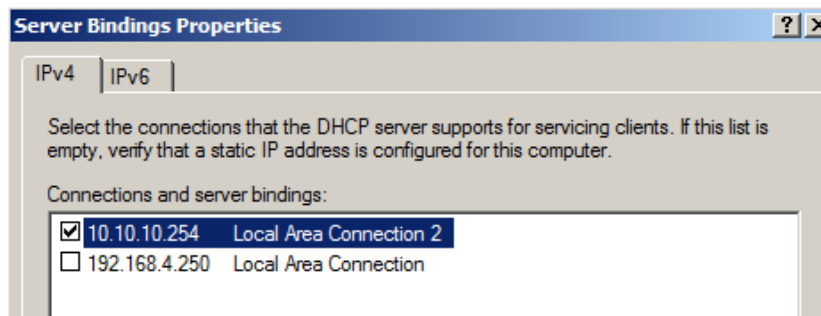 Server Bindings Properties
IPv4
IPv6
Select the connections that the DHCP server supports for servicing clients. If this list is
empty, verify that a static IP address is configured for this computer.
Connections and server bindings:
10.10.10.254 Local Area Connection 2
192.168.4.250 Local Area Connection